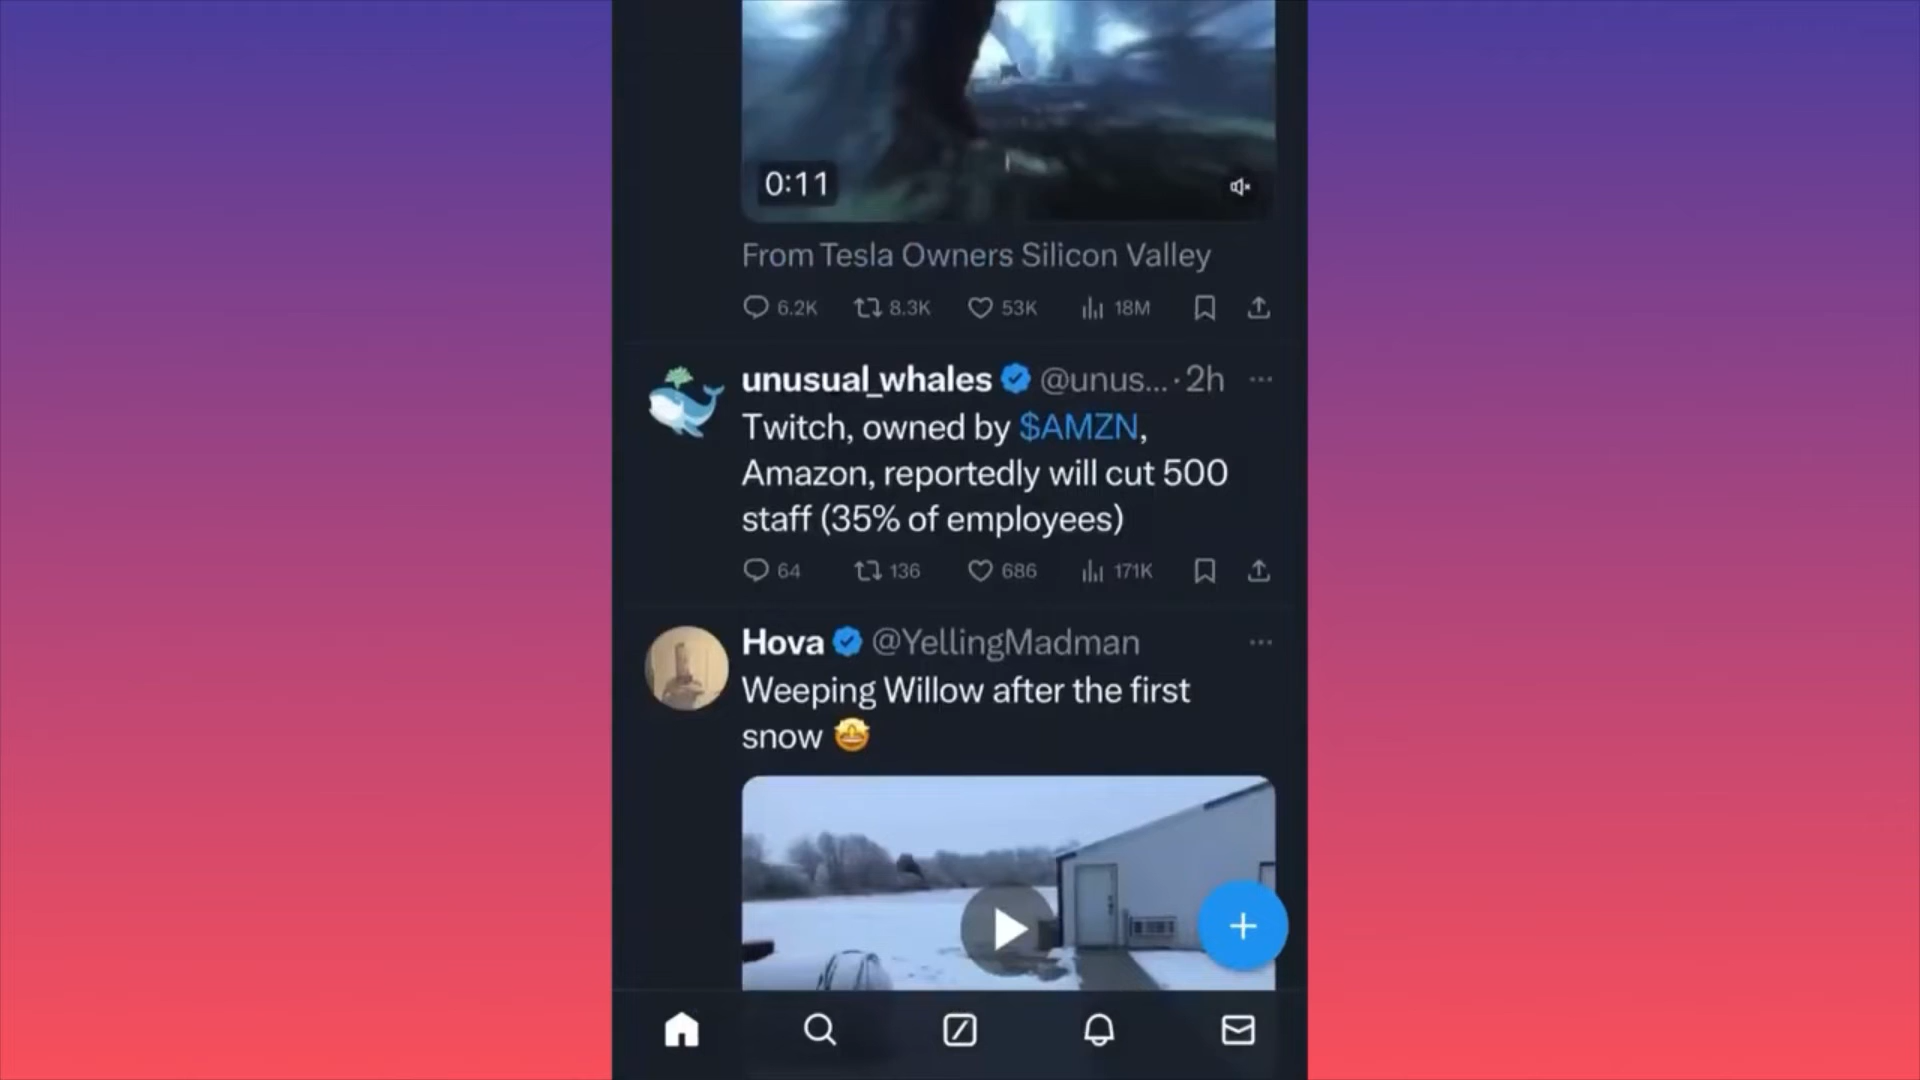 0:11
From Tesla Owners Silicon Valley
6.2K 8.3K 53K 18M
unusual_whales @unus... · 2h
Twitch, owned by $AMZN,
Amazon, reportedly will cut 500
staff (35% of employees)
64 136 686 171K
Hova @YellingMadman
Weeping Willow after the first
snow 🤩